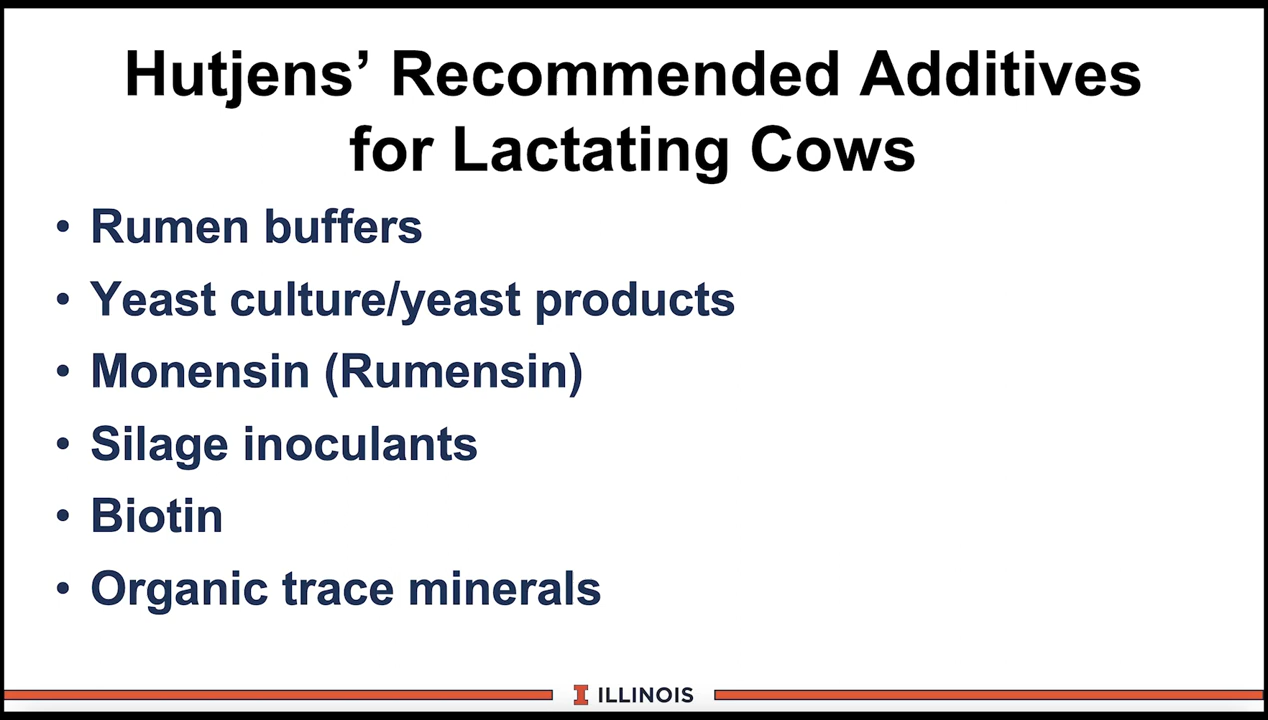 Hutjens’ Recommended Additives
for Lactating Cows
• Rumen buffers
• Yeast culture/yeast products
• Monensin (Rumensin)
• Silage inoculants
• Biotin
• Organic trace minerals
I ILLINOIS